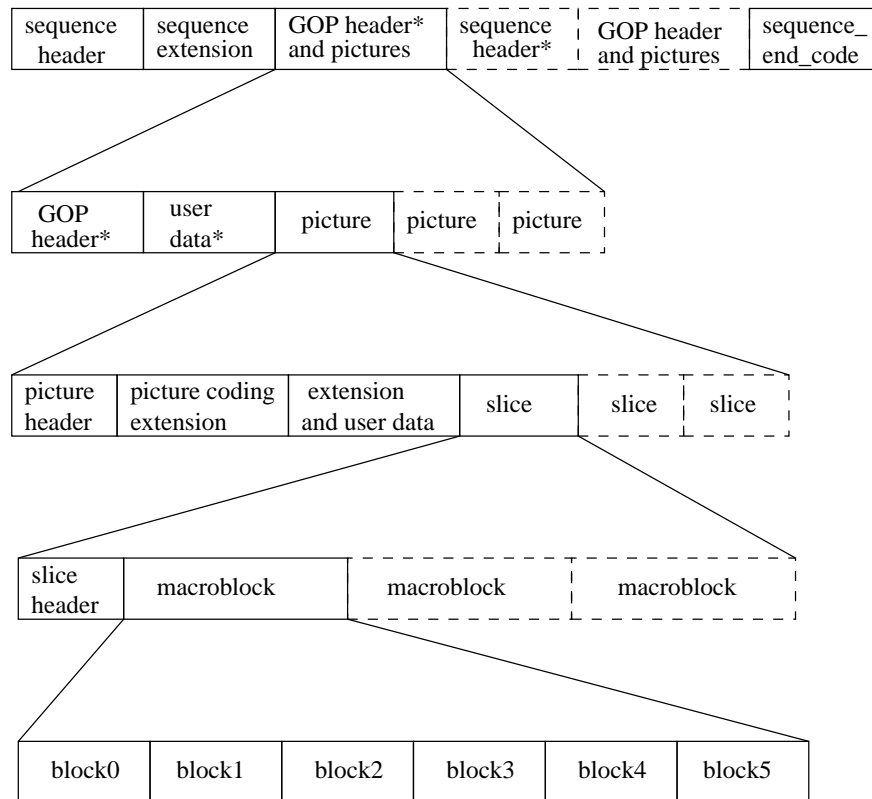 sequence
header
sequence
extension
GOP header*
and pictures
sequence
header*
GOP header
and pictures
sequence_
end_code
GOP
header*
user
data*
picture
picture
picture
picture
header
picture coding
extension
extension
and user data
slice
slice
slice
slice
header
macroblock
macroblock
macroblock
block0
block1
block2
block3
block4
block5